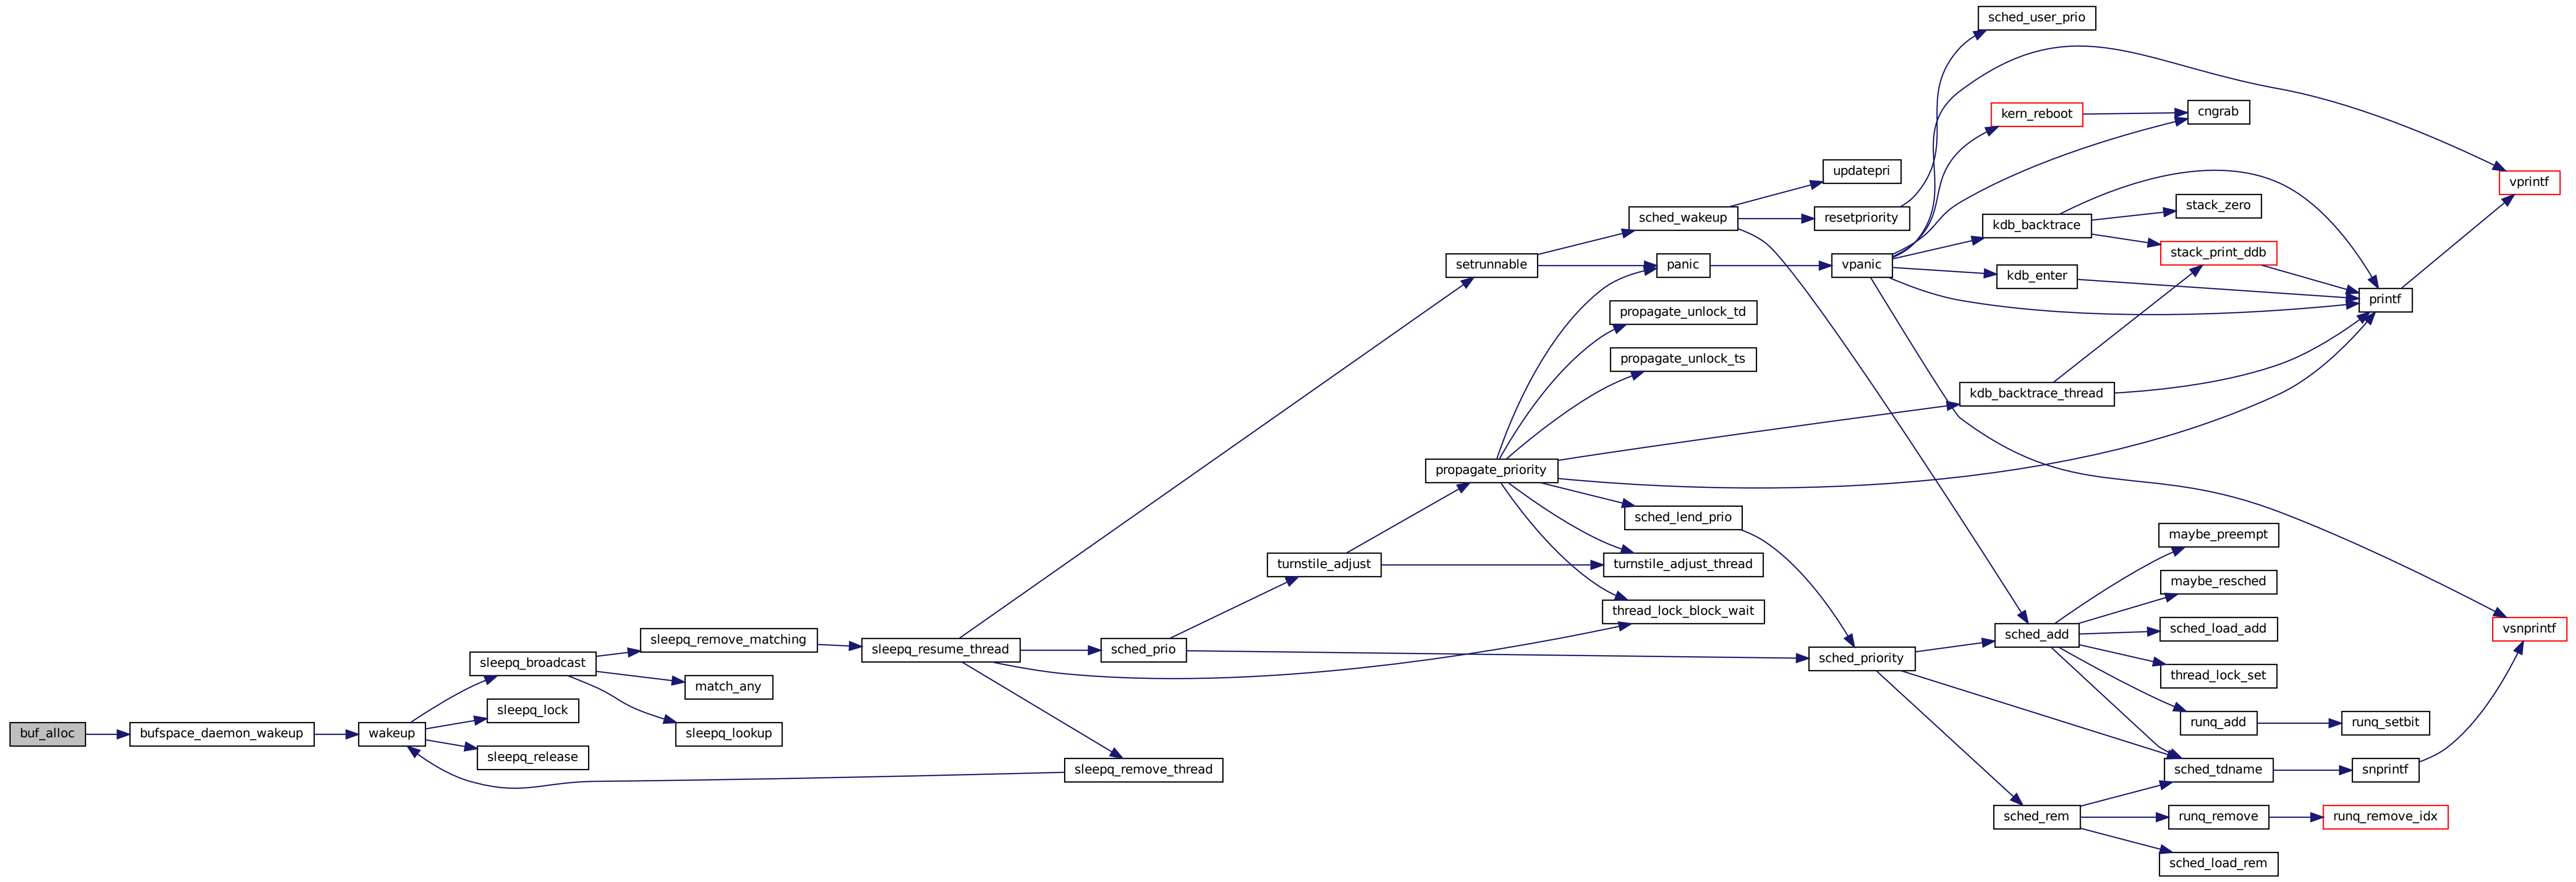 buf_alloc
bufspace_daemon_wakeup
wakeup
sleepq_broadcast
sleepq_lock
sleepq_release
sleepq_remove_matching
match_any
sleepq_lookup
sleepq_resume_thread
sched_prio
sleepq_remove_thread
turnstile_adjust
setrunnable
propagate_priority
sched_wakeup
panic
propagate_unlock_td
propagate_unlock_ts
sched_lend_prio
turnstile_adjust_thread
thread_lock_block_wait
updatepri
resetpriority
vpanic
sched_priority
sched_user_prio
kern_reboot
kdb_backtrace
kdb_enter
kdb_backtrace_thread
sched_add
sched_rem
cngrab
stack_zero
stack_print_ddb
maybe_preempt
maybe_resched
sched_load_add
thread_lock_set
runq_add
sched_tdname
runq_remove
sched_load_rem
printf
runq_setbit
snprintf
runq_remove_idx
vprintf
vsnprintf